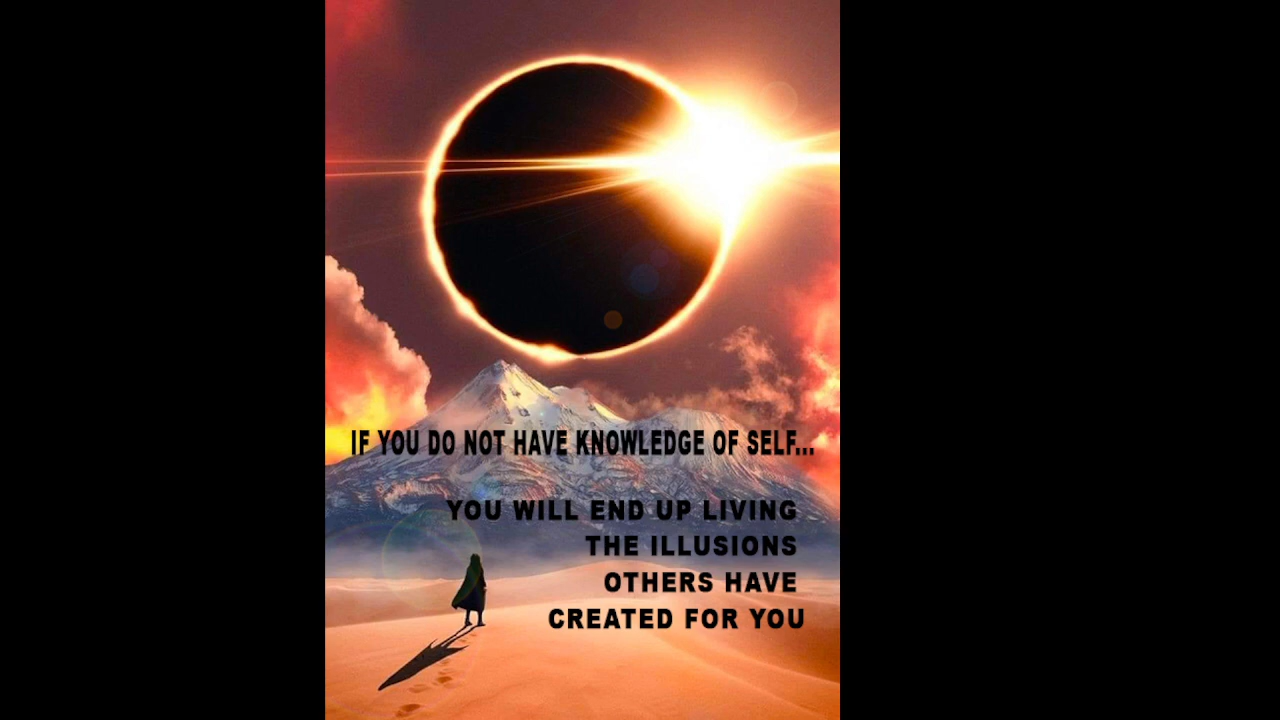 IF YOU DO NOT HAVE KNOWLEDGE OF SELF...
YOU WILL END UP LIVING
THE ILLUSIONS
OTHERS HAVE
CREATED FOR YOU